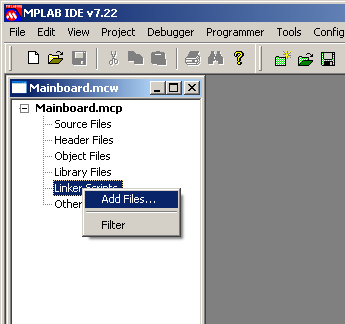 MPLAB IDE v7.22
File Edit View Project Debugger Programmer Tools Config
Mainboard.mcw
Mainboard.mcp
Source Files
Header Files
Object Files
Library Files
Linker Scripts
Add Files...
Other
Filter